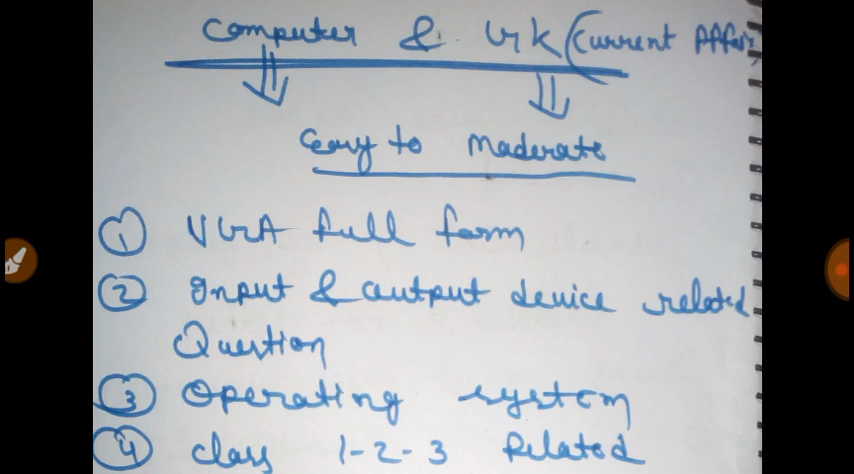 Computer & GK (Current Affairs
Easy to Moderate
1 VGA full form
2 Input & output device related
Question
3 Operating system
4 Class 1-2-3 Related